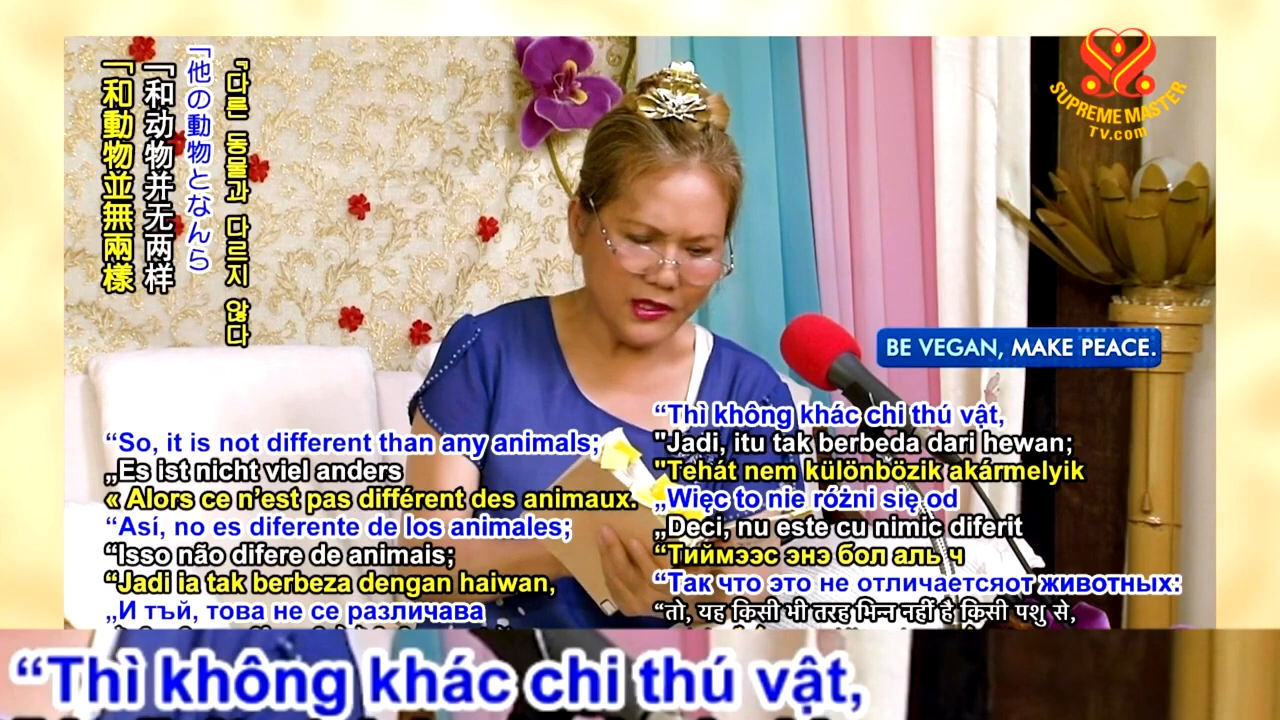 「和動物並無兩樣
「和动物并无两样
「他の動物となんら
「다른 동물과 다르지 않다
SUPREME MASTER
TV.com
BE VEGAN, MAKE PEACE.
“So, it is not different than any animals;
„Es ist nicht viel anders
« Alors ce n’est pas différent des animaux.
“Así, no es diferente de los animales;
“Isso não difere de animais;
“Jadi ia tak berbeza dengan haiwan,
„И тъй, това не се различава
“Thì không khác chi thú vật,
"Jadi, itu tak berbeda dari hewan;
"Tehát nem különbözik akármelyik
„Więc to nie różni się od
„Deci, nu este cu nimic diferit
“Тиймээс энэ бол аль ч
“Так что это не отличаетсяот животных:
“तो, यह किसी भी तरह भिन्न नहीं है किसी पशु से,
“Thì không khác chi thú vật,